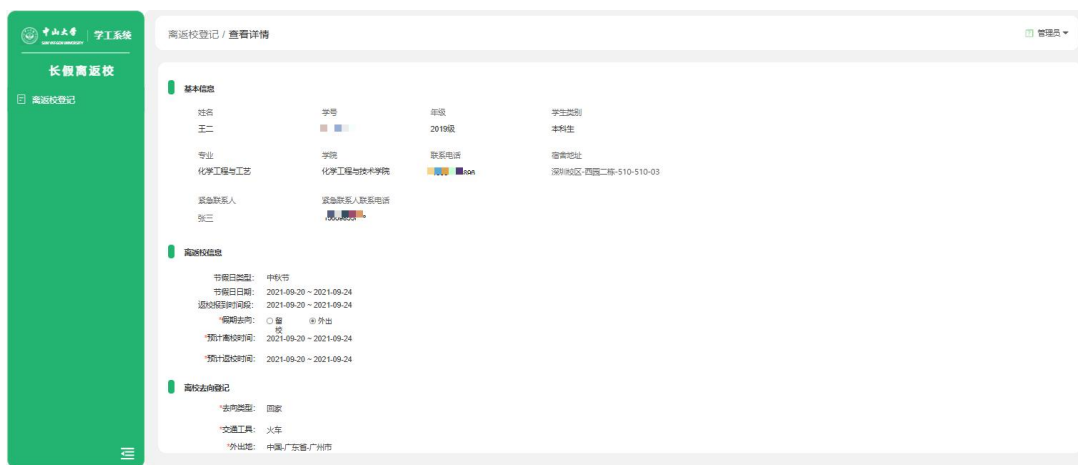 中山大学 学工系统
离返校登记 / 查看详情
管理员
长假离返校
离返校登记
基本信息
姓名 学号 年级 学生类别
王二 2019级 本科生
专业 学院 联系电话 宿舍地址
化学工程与工艺 化学工程与技术学院 深圳校区-西园二栋-510-510-03
紧急联系人 紧急联系人联系电话
张三
离返校信息
节假日类型: 中秋节
节假日日期: 2021-09-20 ~ 2021-09-24
返校报到时间段: 2021-09-20 ~ 2021-09-24
*假期去向: 留校 外出
*预计离校时间: 2021-09-20 ~ 2021-09-24
*预计返校时间: 2021-09-20 ~ 2021-09-24
离校去向登记
*去向类型: 回家
*交通工具: 火车
*外出地: 中国-广东省-广州市